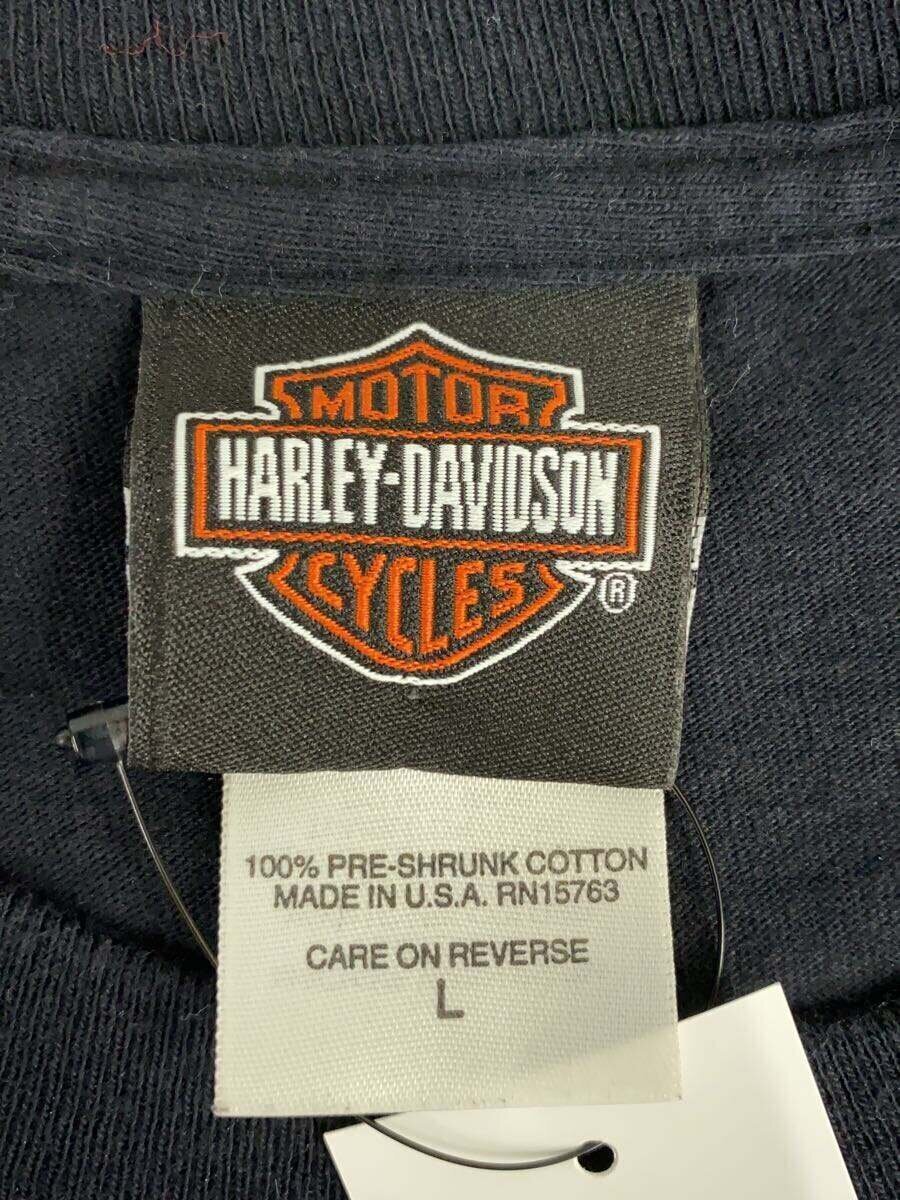 MOTOR
HARLEY-DAVIDSON
CYCLES
®
100% PRE-SHRUNK COTTON
MADE IN U.S.A. RN15763
CARE ON REVERSE
L